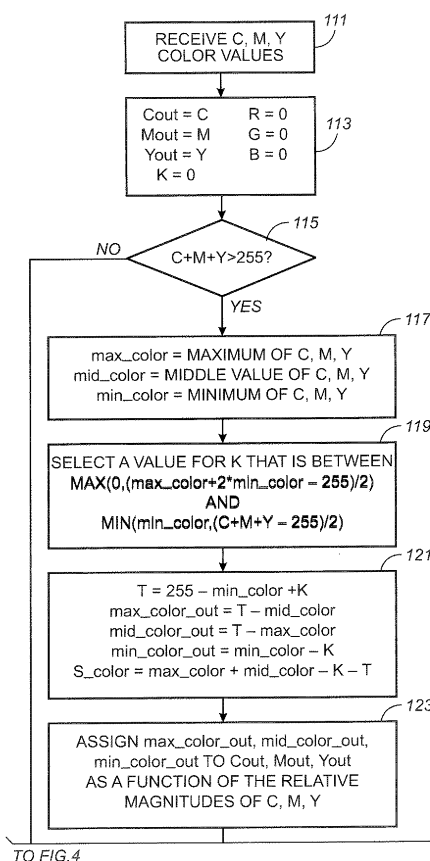 111
RECEIVE C, M, Y
COLOR VALUES
113
Cout = C R = 0
Mout = M G = 0
Yout = Y B = 0
K = 0
115
NO
C+M+Y>255?
YES
117
max_color = MAXIMUM OF C, M, Y
mid_color = MIDDLE VALUE OF C, M, Y
min_color = MINIMUM OF C, M, Y
119
SELECT A VALUE FOR K THAT IS BETWEEN
MAX(0,(max_color+2*min_color – 255)/2)
AND
MIN(min_color,(C+M+Y – 255)/2)
121
T = 255 – min_color +K
max_color_out = T – mid_color
mid_color_out = T – max_color
min_color_out = min_color – K
S_color = max_color + mid_color – K – T
123
ASSIGN max_color_out, mid_color_out,
min_color_out TO Cout, Mout, Yout
AS A FUNCTION OF THE RELATIVE
MAGNITUDES OF C, M, Y
TO FIG.4